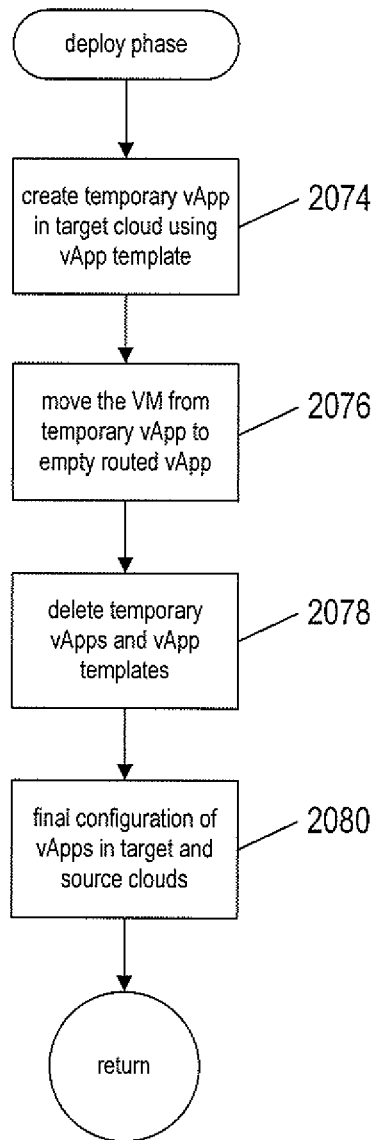 deploy phase
create temporary vApp
in target cloud using
vApp template
2074
move the VM from
temporary vApp to
empty routed vApp
2076
delete temporary
vApps and vApp
templates
2078
final configuration of
vApps in target and
source clouds
2080
return